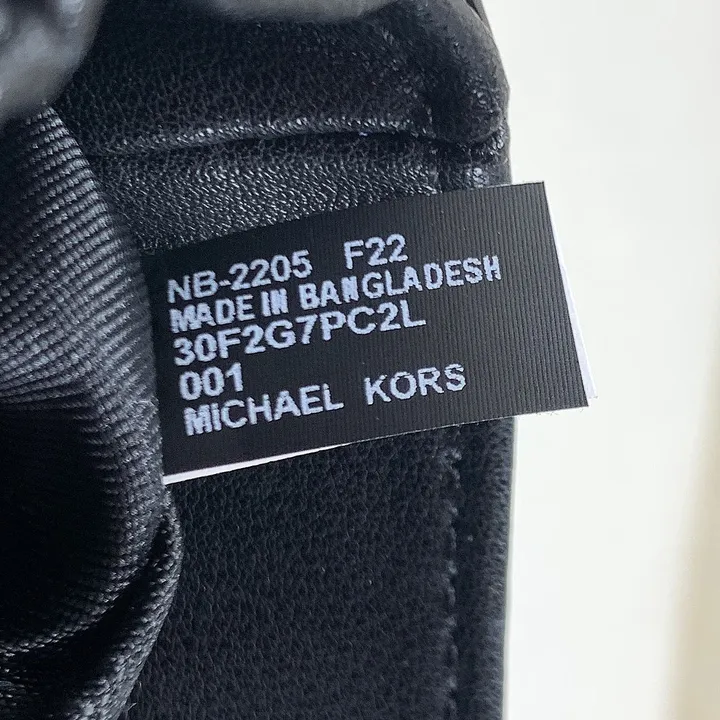 NB-2205 F22
MADE IN BANGLADESH
30F2G7PC2L
001
MICHAEL KORS